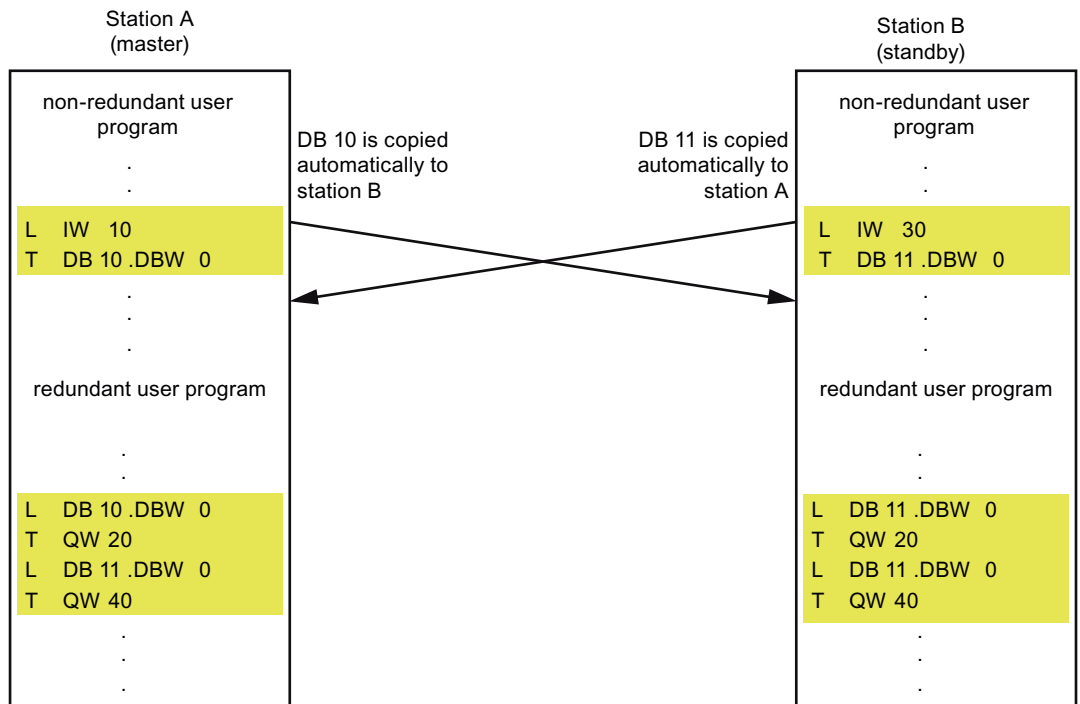 Station A
(master)
non-redundant user
program
.
.
L IW 10
T DB 10 .DBW 0
.
.
.
redundant user program
.
.
L DB 10 .DBW 0
T QW 20
L DB 11 .DBW 0
T QW 40
.
.
.
DB 10 is copied
automatically to
station B
DB 11 is copied
automatically to
station A
Station B
(standby)
non-redundant user
program
.
.
L IW 30
T DB 11 .DBW 0
.
.
.
redundant user program
.
.
L DB 11 .DBW 0
T QW 20
L DB 11 .DBW 0
T QW 40
.
.
.